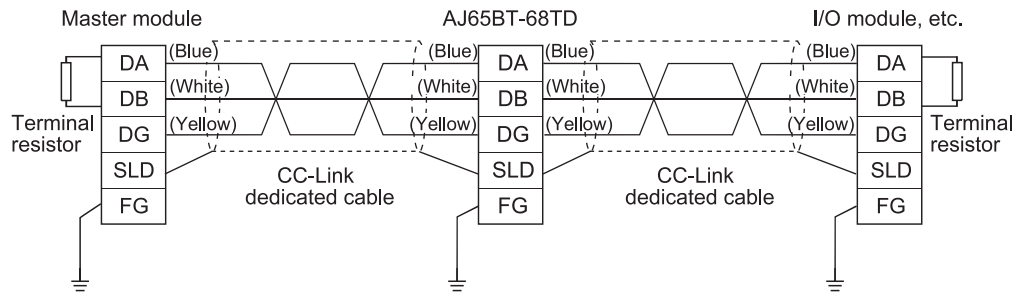 Master module AJ65BT-68TD I/O module, etc.
DA (Blue) (Blue) DA (Blue) (Blue) DA
DB (White) (White) DB (White) (White) DB
Terminal resistor
DG (Yellow) (Yellow) DG (Yellow) (Yellow) DG
Terminal resistor
SLD SLD SLD
CC-Link dedicated cable
CC-Link dedicated cable
FG FG FG